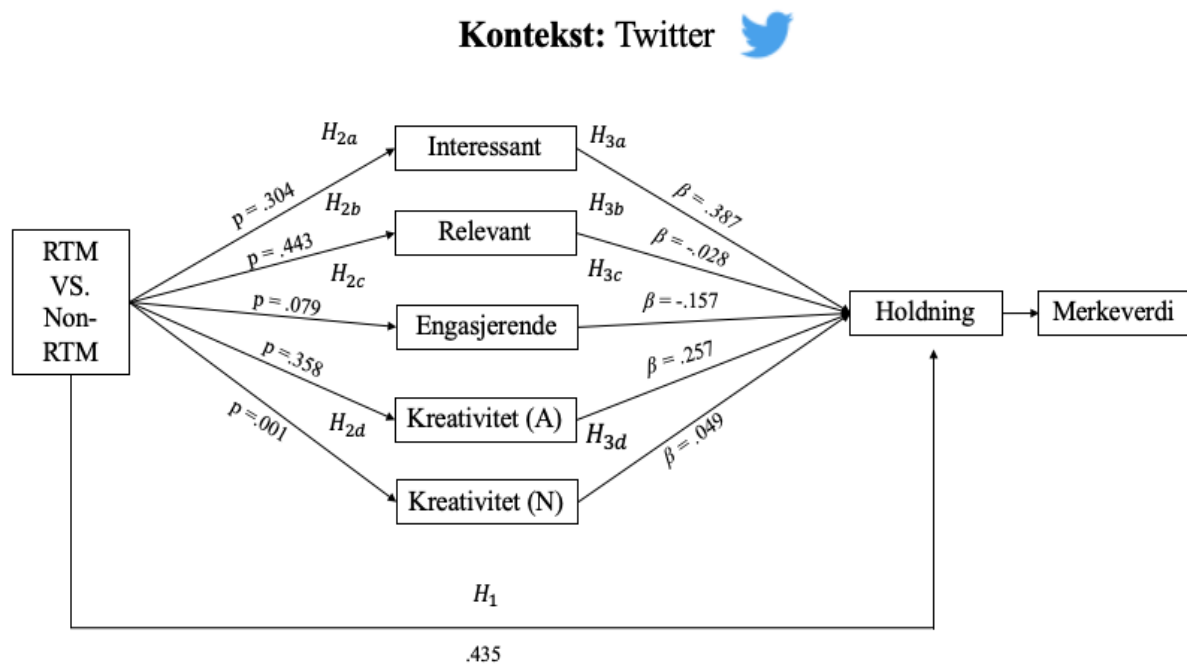 Kontekst: Twitter
H2a
Interessant
H3a
p = .304
β = .387
H2b
Relevant
H3b
p = .443
β = -.028
H2c
H3c
RTM
VS.
Non-
RTM
p = .079
Engasjerende
β = -.157
Holdning
Merkeverdi
p =.358
Kreativitet (A)
β = .257
p =.001
H2d
H3d
β = .049
Kreativitet (N)
H1
.435